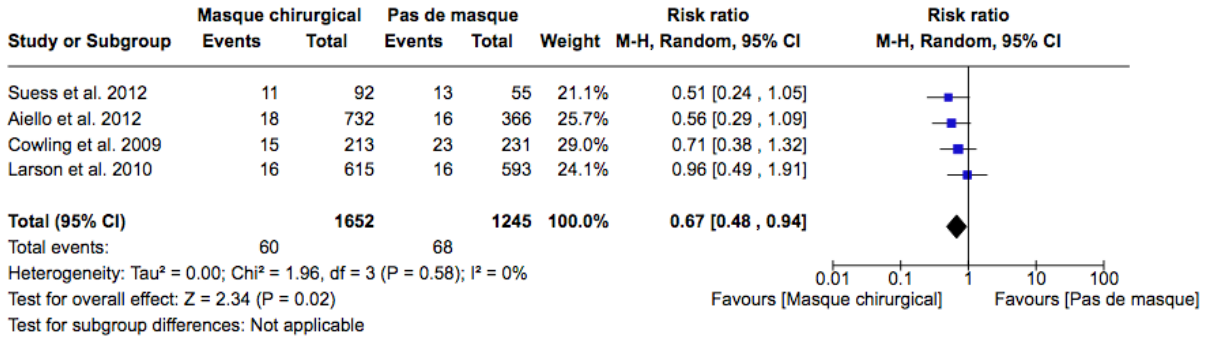 Masque chirurgical Pas de masque Risk ratio Risk ratio
Study or Subgroup Events Total Events Total Weight M-H, Random, 95% CI M-H, Random, 95% CI
Suess et al. 2012 11 92 13 55 21.1% 0.51 [0.24 , 1.05]
Aiello et al. 2012 18 732 16 366 25.7% 0.56 [0.29 , 1.09]
Cowling et al. 2009 15 213 23 231 29.0% 0.71 [0.38 , 1.32]
Larson et al. 2010 16 615 16 593 24.1% 0.96 [0.49 , 1.91]
Total (95% CI) 1652 1245 100.0% 0.67 [0.48 , 0.94]
Total events: 60 68
Heterogeneity: Tau² = 0.00; Chi² = 1.96, df = 3 (P = 0.58); I² = 0%
0.01 0.1 1 10 100
Test for overall effect: Z = 2.34 (P = 0.02)
Favours [Masque chirurgical] Favours [Pas de masque]
Test for subgroup differences: Not applicable